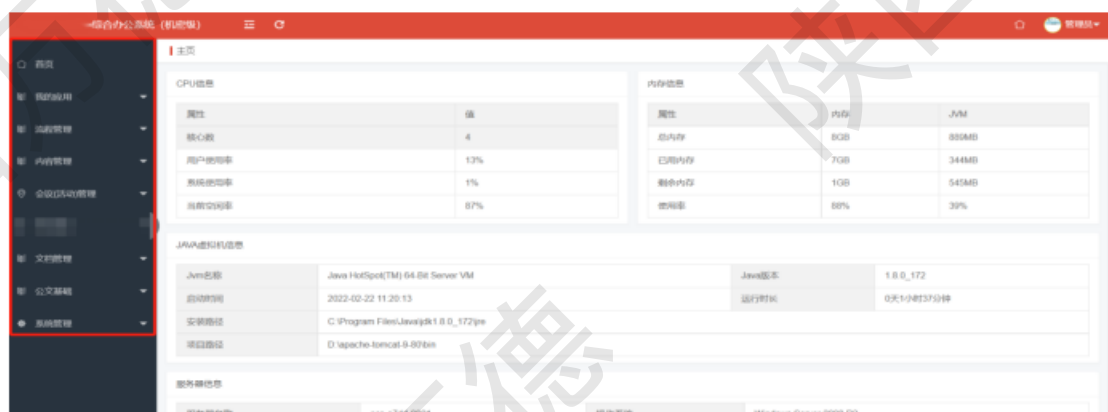 综合办公系统 (机密级)
管理员
首页
我的应用
流程管理
内容管理
会议(活动)管理
文档管理
公文基础
系统管理
主页
CPU信息
属性 值
核心数 4
用户使用率 13%
系统使用率 1%
当前空闲率 87%
内存信息
属性 内存 JVM
总内存 8GB 889MB
已用内存 7GB 344MB
剩余内存 1GB 545MB
使用率 88% 39%
JAVA虚拟机信息
Jvm名称 Java HotSpot(TM) 64-Bit Server VM Java版本 1.8.0_172
启动时间 2022-02-22 11:20:13 运行时长 0天1小时37分钟
安装路径 C:\Program Files\Java\jdk1.8.0_172\jre
项目路径 D:\apache-tomcat-8-80\bin
服务器信息
操作系统
陕西
万德